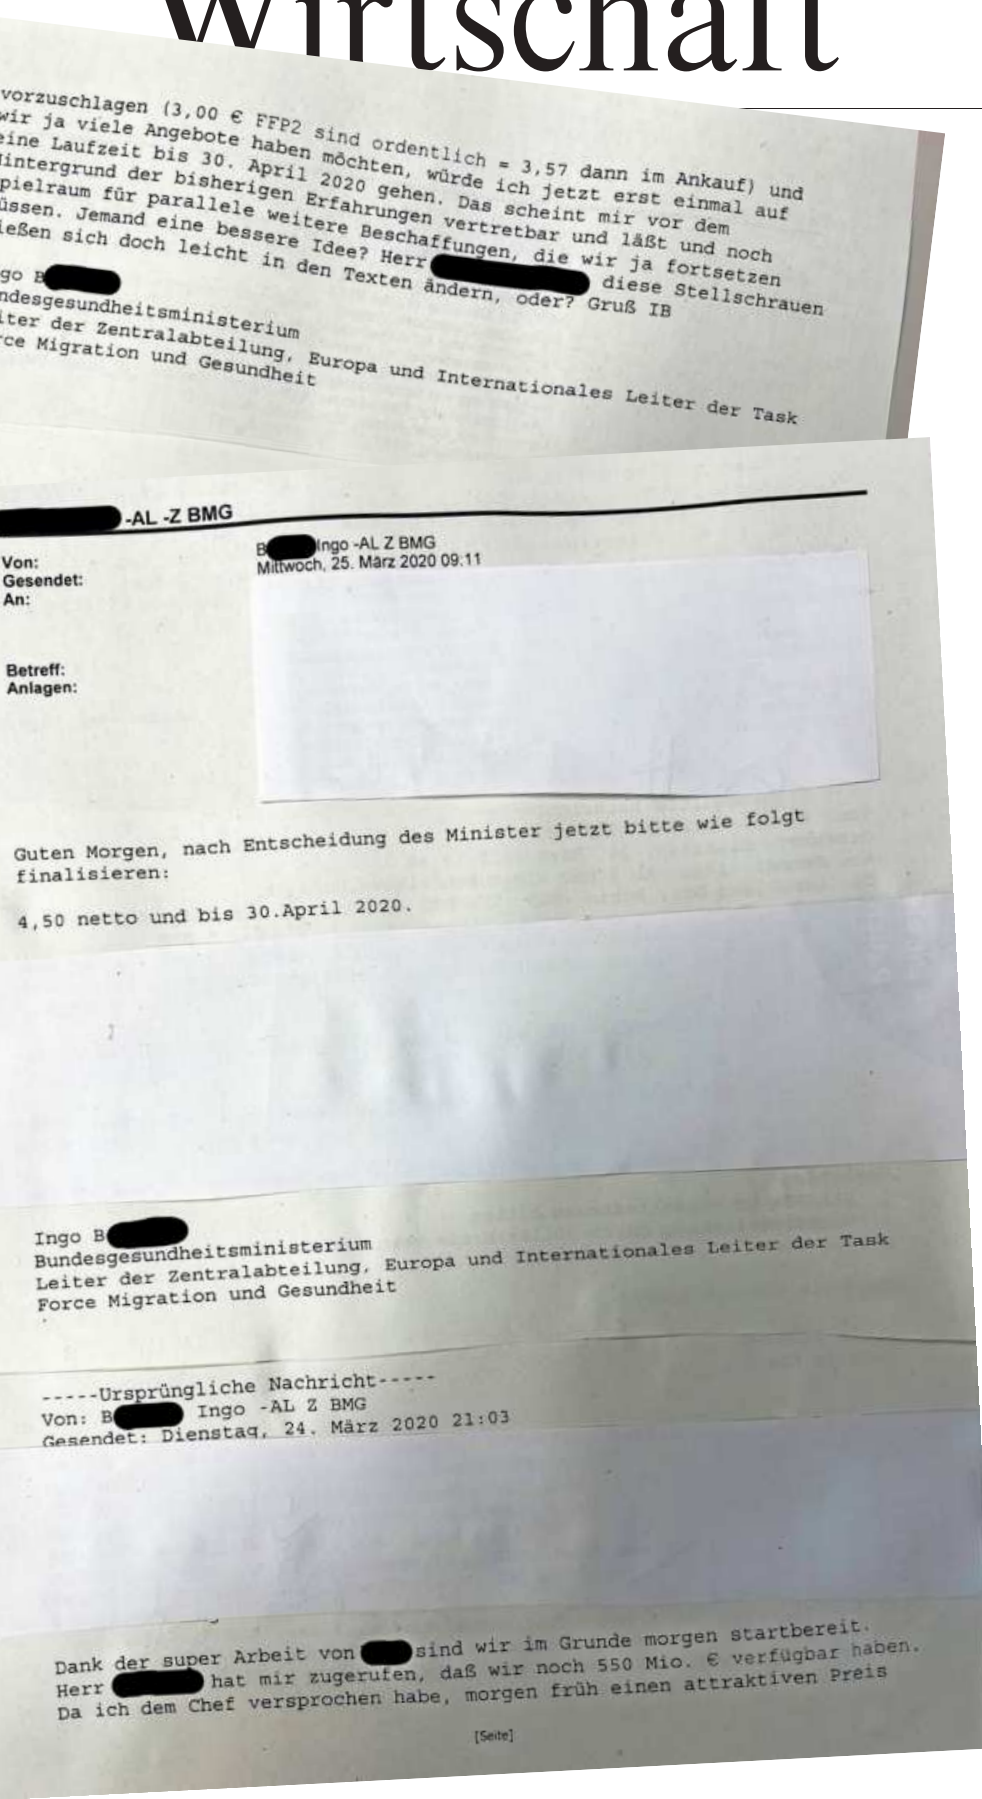 Wirtschaft
vorzuschlagen (3,00 € FFP2 sind ordentlich = 3,57 dann im Ankauf) und
wir ja viele Angebote haben möchten, würde ich jetzt erst einmal auf
eine Laufzeit bis 30. April 2020 gehen. Das scheint mir vor dem
Hintergrund der bisherigen Erfahrungen vertretbar und läßt und noch
pielraum für parallele weitere Beschaffungen, die wir ja fortsetzen
üssen. Jemand eine bessere Idee? Herr diese Stellschrauen
ießen sich doch leicht in den Texten ändern, oder? Gruß IB
go B
ndesgesundheitsministerium
iter der Zentralabteilung, Europa und Internationales Leiter der Task
rce Migration und Gesundheit
-AL -Z BMG
Von: B Ingo -AL Z BMG
Gesendet: Mittwoch, 25. März 2020 09:11
An:
Betreff:
Anlagen:
Guten Morgen, nach Entscheidung des Minister jetzt bitte wie folgt
finalisieren:
4,50 netto und bis 30.April 2020.
Ingo B
Bundesgesundheitsministerium
Leiter der Zentralabteilung, Europa und Internationales Leiter der Task
Force Migration und Gesundheit
-----Ursprüngliche Nachricht-----
Von: B Ingo -AL Z BMG
Gesendet: Dienstag, 24. März 2020 21:03
Dank der super Arbeit von sind wir im Grunde morgen startbereit.
Herr hat mir zugerufen, daß wir noch 550 Mio. € verfügbar haben.
Da ich dem Chef versprochen habe, morgen früh einen attraktiven Preis
[Seite]